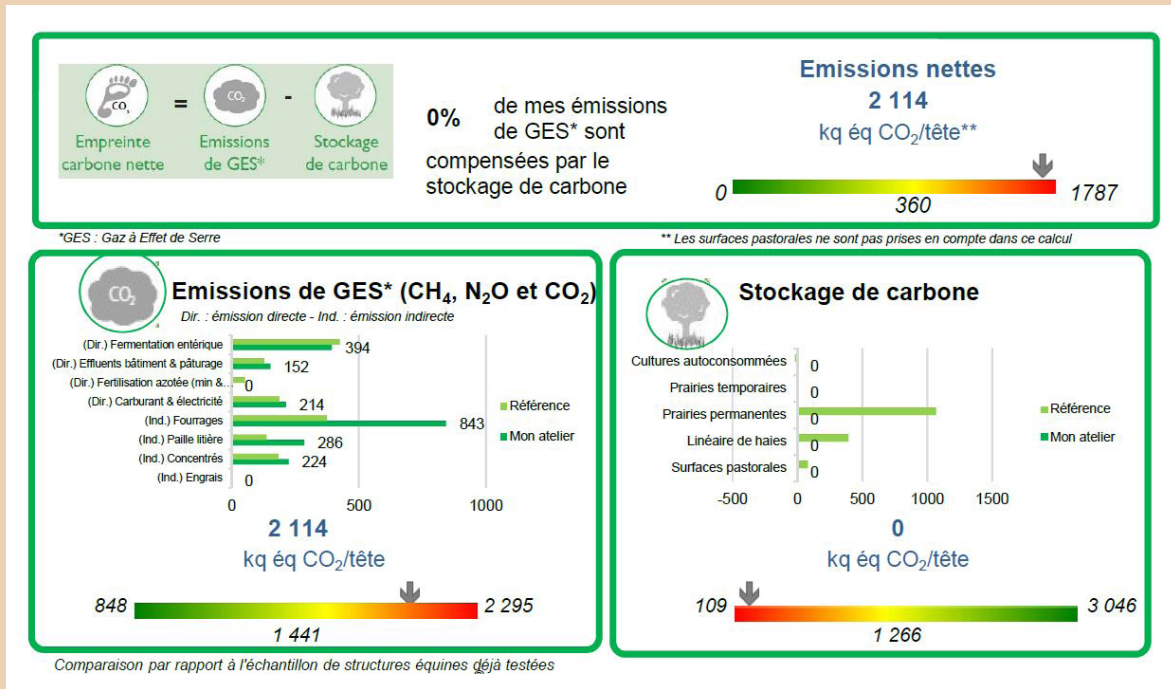 CO₂
=
CO₂
-
Empreinte
carbone nette
Emissions
de GES*
Stockage
de carbone
0% de mes émissions
de GES* sont
compensées par le
stockage de carbone
Emissions nettes
2 114
kq éq CO₂/tête**
0
360
1787
*GES : Gaz à Effet de Serre
** Les surfaces pastorales ne sont pas prises en compte dans ce calcul
CO₂
Emissions de GES* (CH₄, N₂O et CO₂)
Dir. : émission directe - Ind. : émission indirecte
(Dir.) Fermentation entérique 394
(Dir.) Effluents bâtiment & pâturage 152
(Dir.) Fertilisation azotée (min &... 0
(Dir.) Carburant & électricité 214
(Ind.) Fourrages 843
(Ind.) Paille litière 286
(Ind.) Concentrés 224
(Ind.) Engrais 0
Référence
Mon atelier
0 500 1000
2 114
kq éq CO₂/tête
848
2 295
1 441
Stockage de carbone
Cultures autoconsommées 0
Prairies temporaires 0
Prairies permanentes 0
Linéaire de haies 0
Surfaces pastorales 0
Référence
Mon atelier
-500 0 500 1000 1500
0
kq éq CO₂/tête
109
3 046
1 266
Comparaison par rapport à l'échantillon de structures équines déjà testées